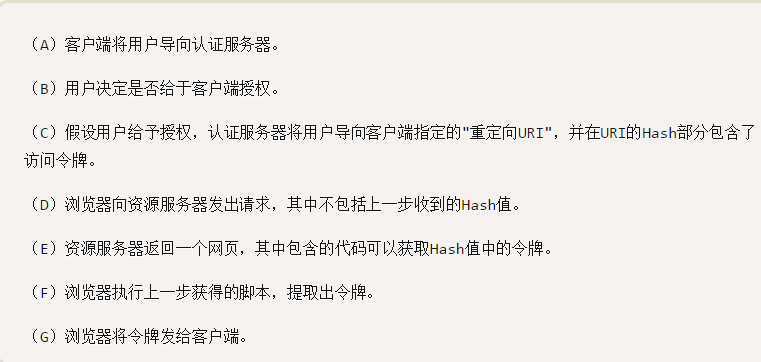 （A）客户端将用户导向认证服务器。
（B）用户决定是否给于客户端授权。
（C）假设用户给予授权，认证服务器将用户导向客户端指定的"重定向URI"，并在URI的Hash部分包含了
访问令牌。
（D）浏览器向资源服务器发出请求，其中不包括上一步收到的Hash值。
（E）资源服务器返回一个网页，其中包含的代码可以获取Hash值中的令牌。
（F）浏览器执行上一步获得的脚本，提取出令牌。
（G）浏览器将令牌发给客户端。